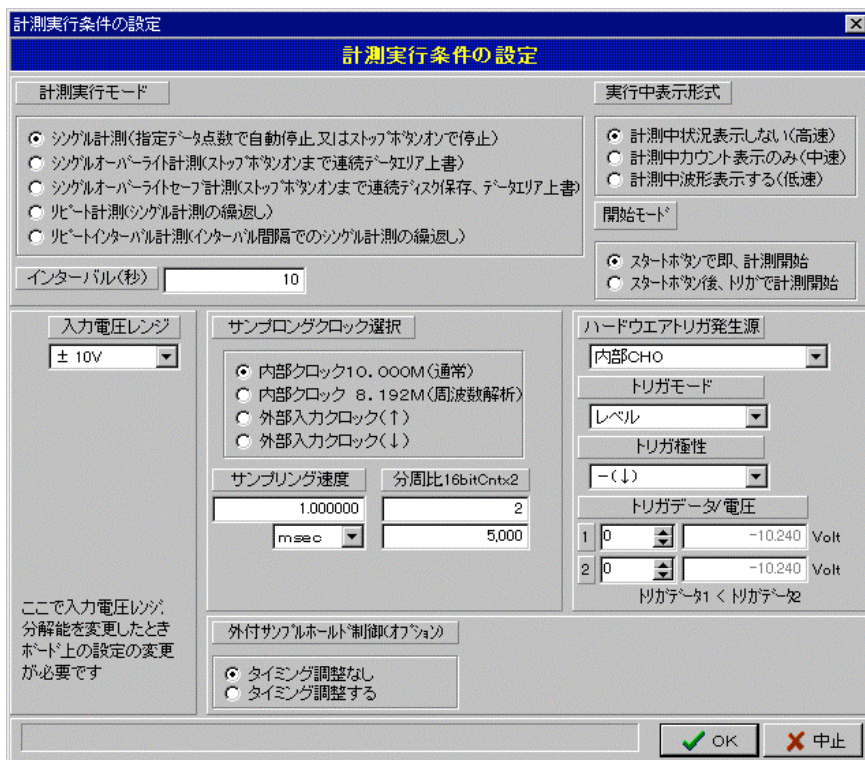 計測実行条件の設定
計測実行条件の設定
計測実行モード
シングル計測(指定データ点数で自動停止又はストップボタンオンで停止)
シングルオーバーライト計測(ストップボタンオンまで連続データエリア上書)
シングルオーバーライトセーブ計測(ストップボタンオンまで連続ディスク保存、データエリア上書)
リピート計測(シングル計測の繰返し)
リピートインターバル計測(インターバル間隔でのシングル計測の繰返し)
インターバル(秒) 10
実行中表示形式
計測中状況表示しない(高速)
計測中カウント表示のみ(中速)
計測中波形表示する(低速)
開始モード
スタートボタンで即、計測開始
スタートボタン後、トリガで計測開始
入力電圧レンジ
± 10V
ここで入力電圧レンジ,
分解能を変更したとき
ボード上の設定の変更
が必要です
サンプロングクロック選択
内部クロック10.000M(通常)
内部クロック 8.192M(周波数解析)
外部入力クロック(↑)
外部入力クロック(↓)
サンプリング速度 分周比16bitCntx2
1.000000 2
msec 5,000
ハードウエアトリガ発生源
内部CH0
トリガモード
レベル
トリガ極性
-(↓)
トリガデータ/電圧
1 0 -10.240 Volt
2 0 -10.240 Volt
トリガデータ1 < トリガデータ2
外付サンプルホールド制御(オプション)
タイミング調整なし
タイミング調整する
OK 中止